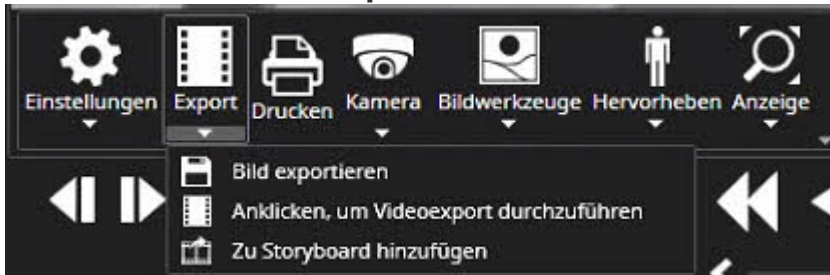 Einstellungen Export Drucken Kamera Bildwerkzeuge Hervorheben Anzeige
Bild exportieren
Anklicken, um Videoexport durchzuführen
Zu Storyboard hinzufügen